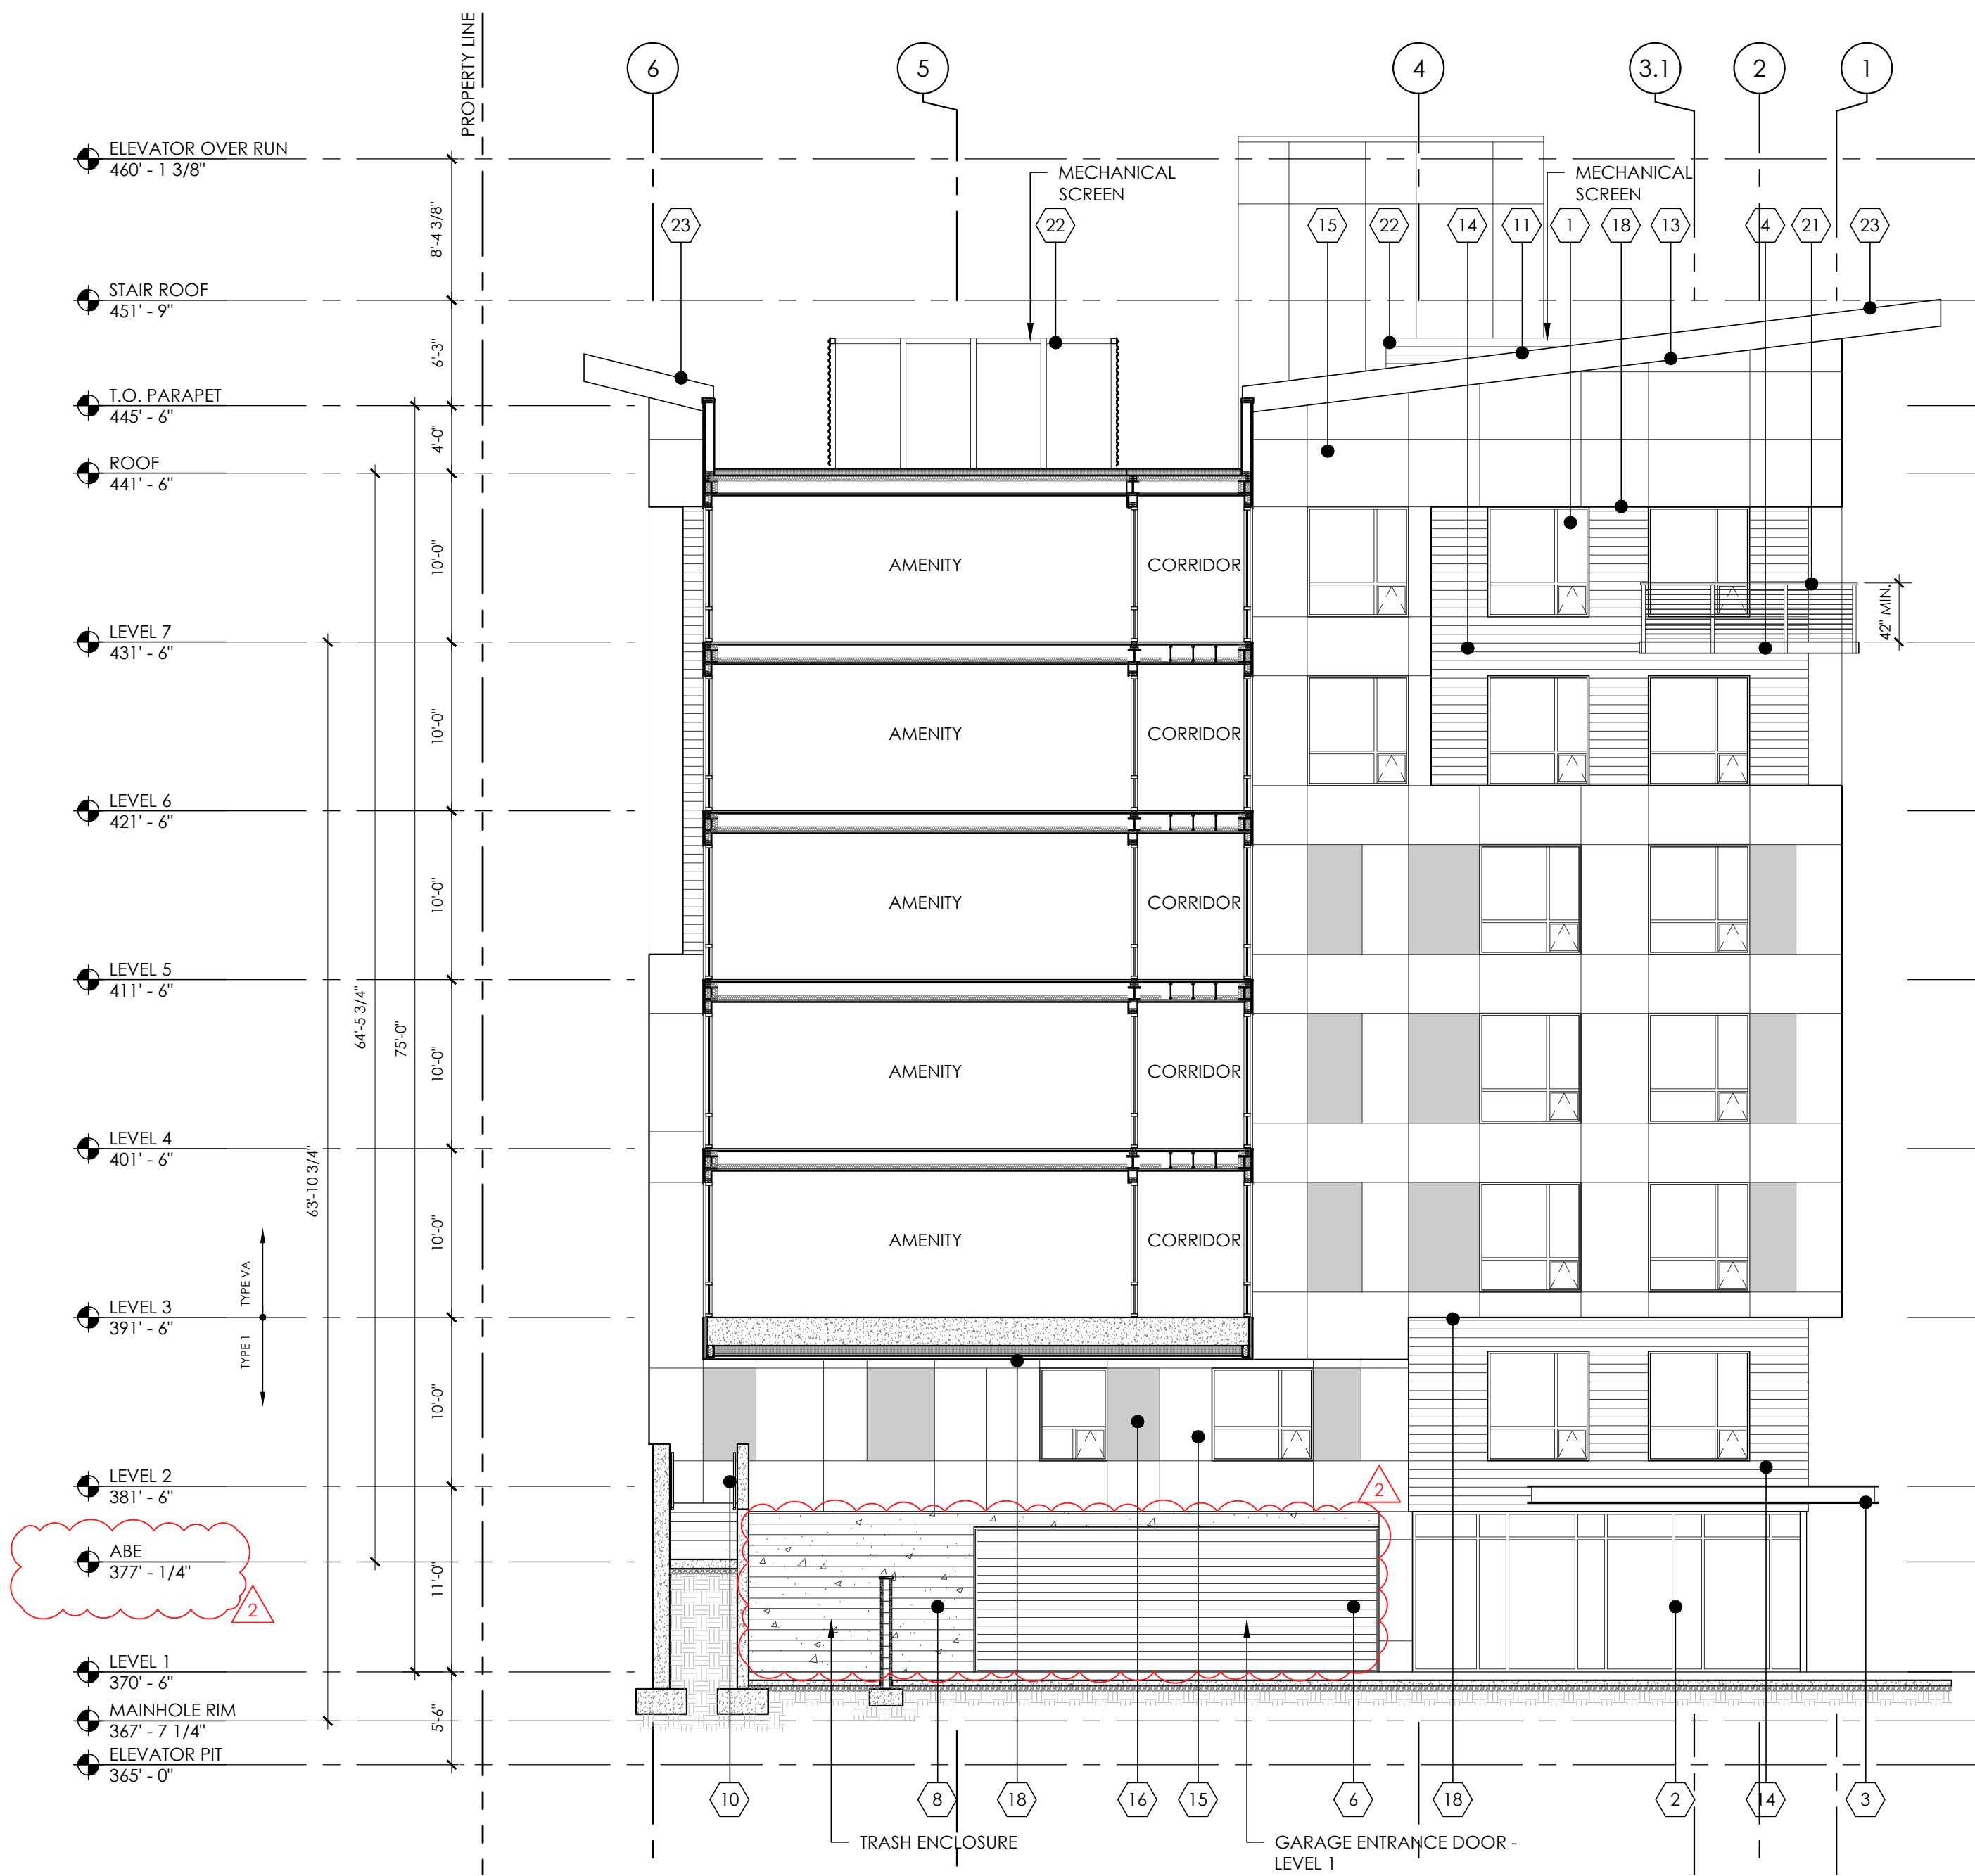 PROPERTY LINE
6
5
4
3.1
2
1
ELEVATOR OVER RUN
460' - 1 3/8"
MECHANICAL
SCREEN
MECHANICAL
SCREEN
23
22
15
22
14
11
1
18
13
4
21
23
8'-4 3/8"
STAIR ROOF
451' - 9"
6'-3"
T.O. PARAPET
445' - 6"
4'-0"
ROOF
441' - 6"
10'-0"
AMENITY
CORRIDOR
42" MIN.
LEVEL 7
431' - 6"
10'-0"
AMENITY
CORRIDOR
LEVEL 6
421' - 6"
10'-0"
AMENITY
CORRIDOR
LEVEL 5
411' - 6"
64'-5 3/4"
75'-0"
10'-0"
AMENITY
CORRIDOR
LEVEL 4
401' - 6"
63'-10 3/4"
10'-0"
AMENITY
CORRIDOR
TYPE VA
LEVEL 3
391' - 6"
TYPE 1
10'-0"
LEVEL 2
381' - 6"
2
ABE
377' - 1/4"
2
11'-0"
LEVEL 1
370' - 6"
MAINHOLE RIM
367' - 7 1/4"
5'-6"
ELEVATOR PIT
365' - 0"
10
8
18
16
15
6
18
2
14
3
TRASH ENCLOSURE
GARAGE ENTRANCE DOOR -
LEVEL 1